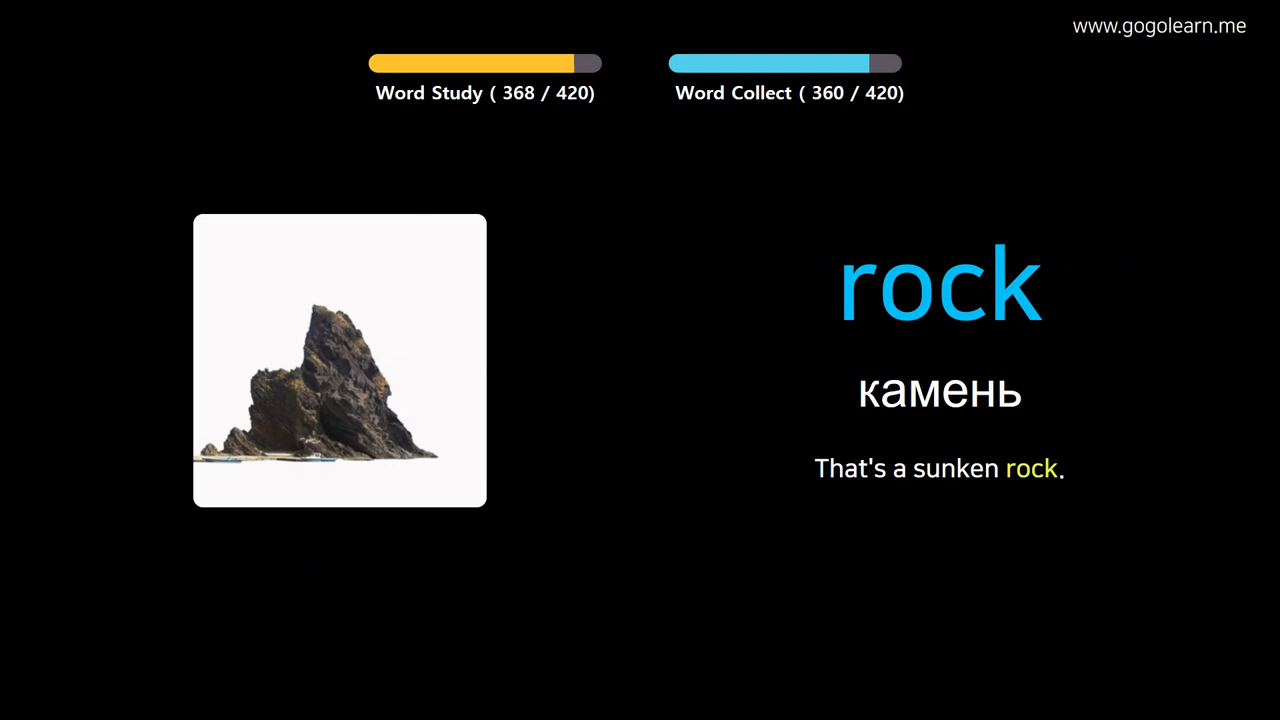 www.gogolearn.me
Word Study ( 368 / 420)
Word Collect ( 360 / 420)
rock
камень
That's a sunken rock.